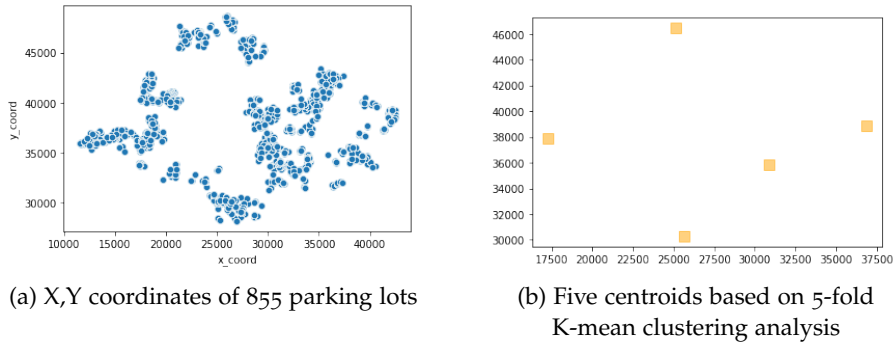 45000
40000
35000
30000
y_coord
10000 15000 20000 25000 30000 35000 40000
x_coord
(a) X,Y coordinates of 855 parking lots
46000
44000
42000
40000
38000
36000
34000
32000
30000
17500 20000 22500 25000 27500 30000 32500 35000 37500
(b) Five centroids based on 5-fold
K-mean clustering analysis